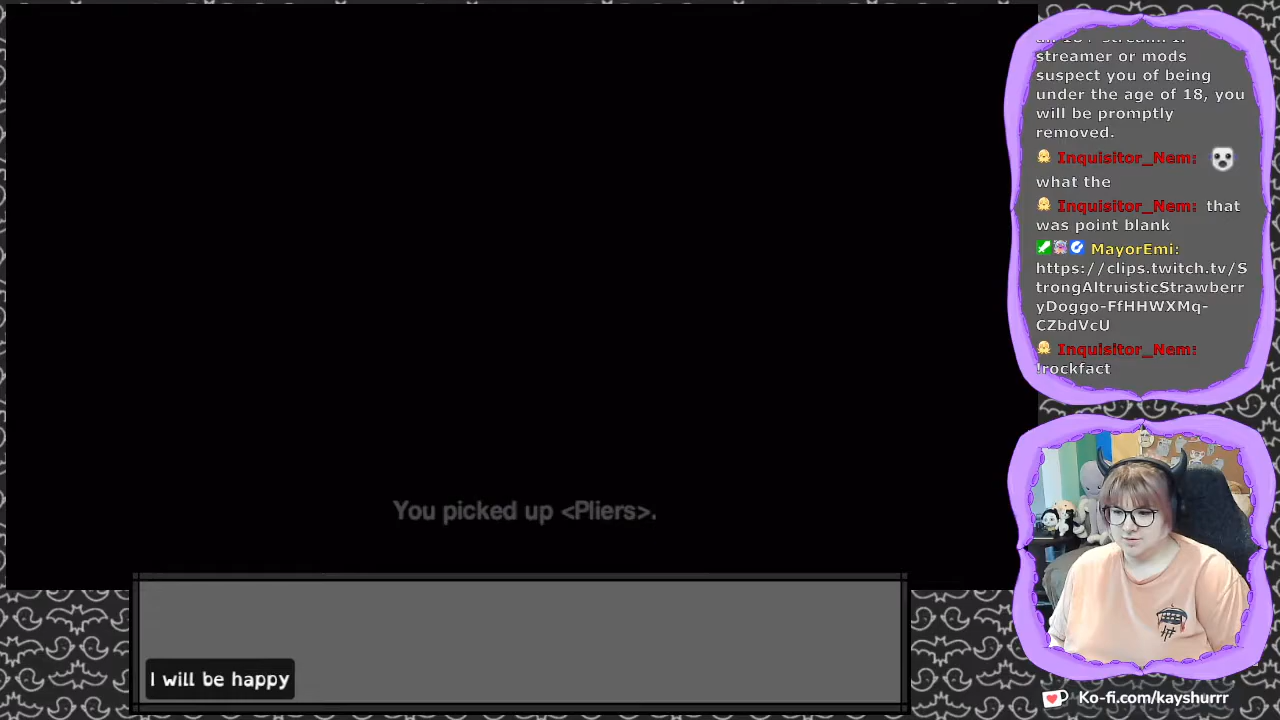 streamer or mods
suspect you of being
under the age of 18, you
will be promptly
removed.
Inquisitor_Nem:
what the
Inquisitor_Nem: that
was point blank
MayorEmi:
https://clips.twitch.tv/S
trongAltruisticStrawberr
yDoggo-FfHHWXMq-
CZbdVcU
Inquisitor_Nem:
!rockfact
You picked up <Pliers>.
I will be happy
Ko-fi.com/kayshurrr